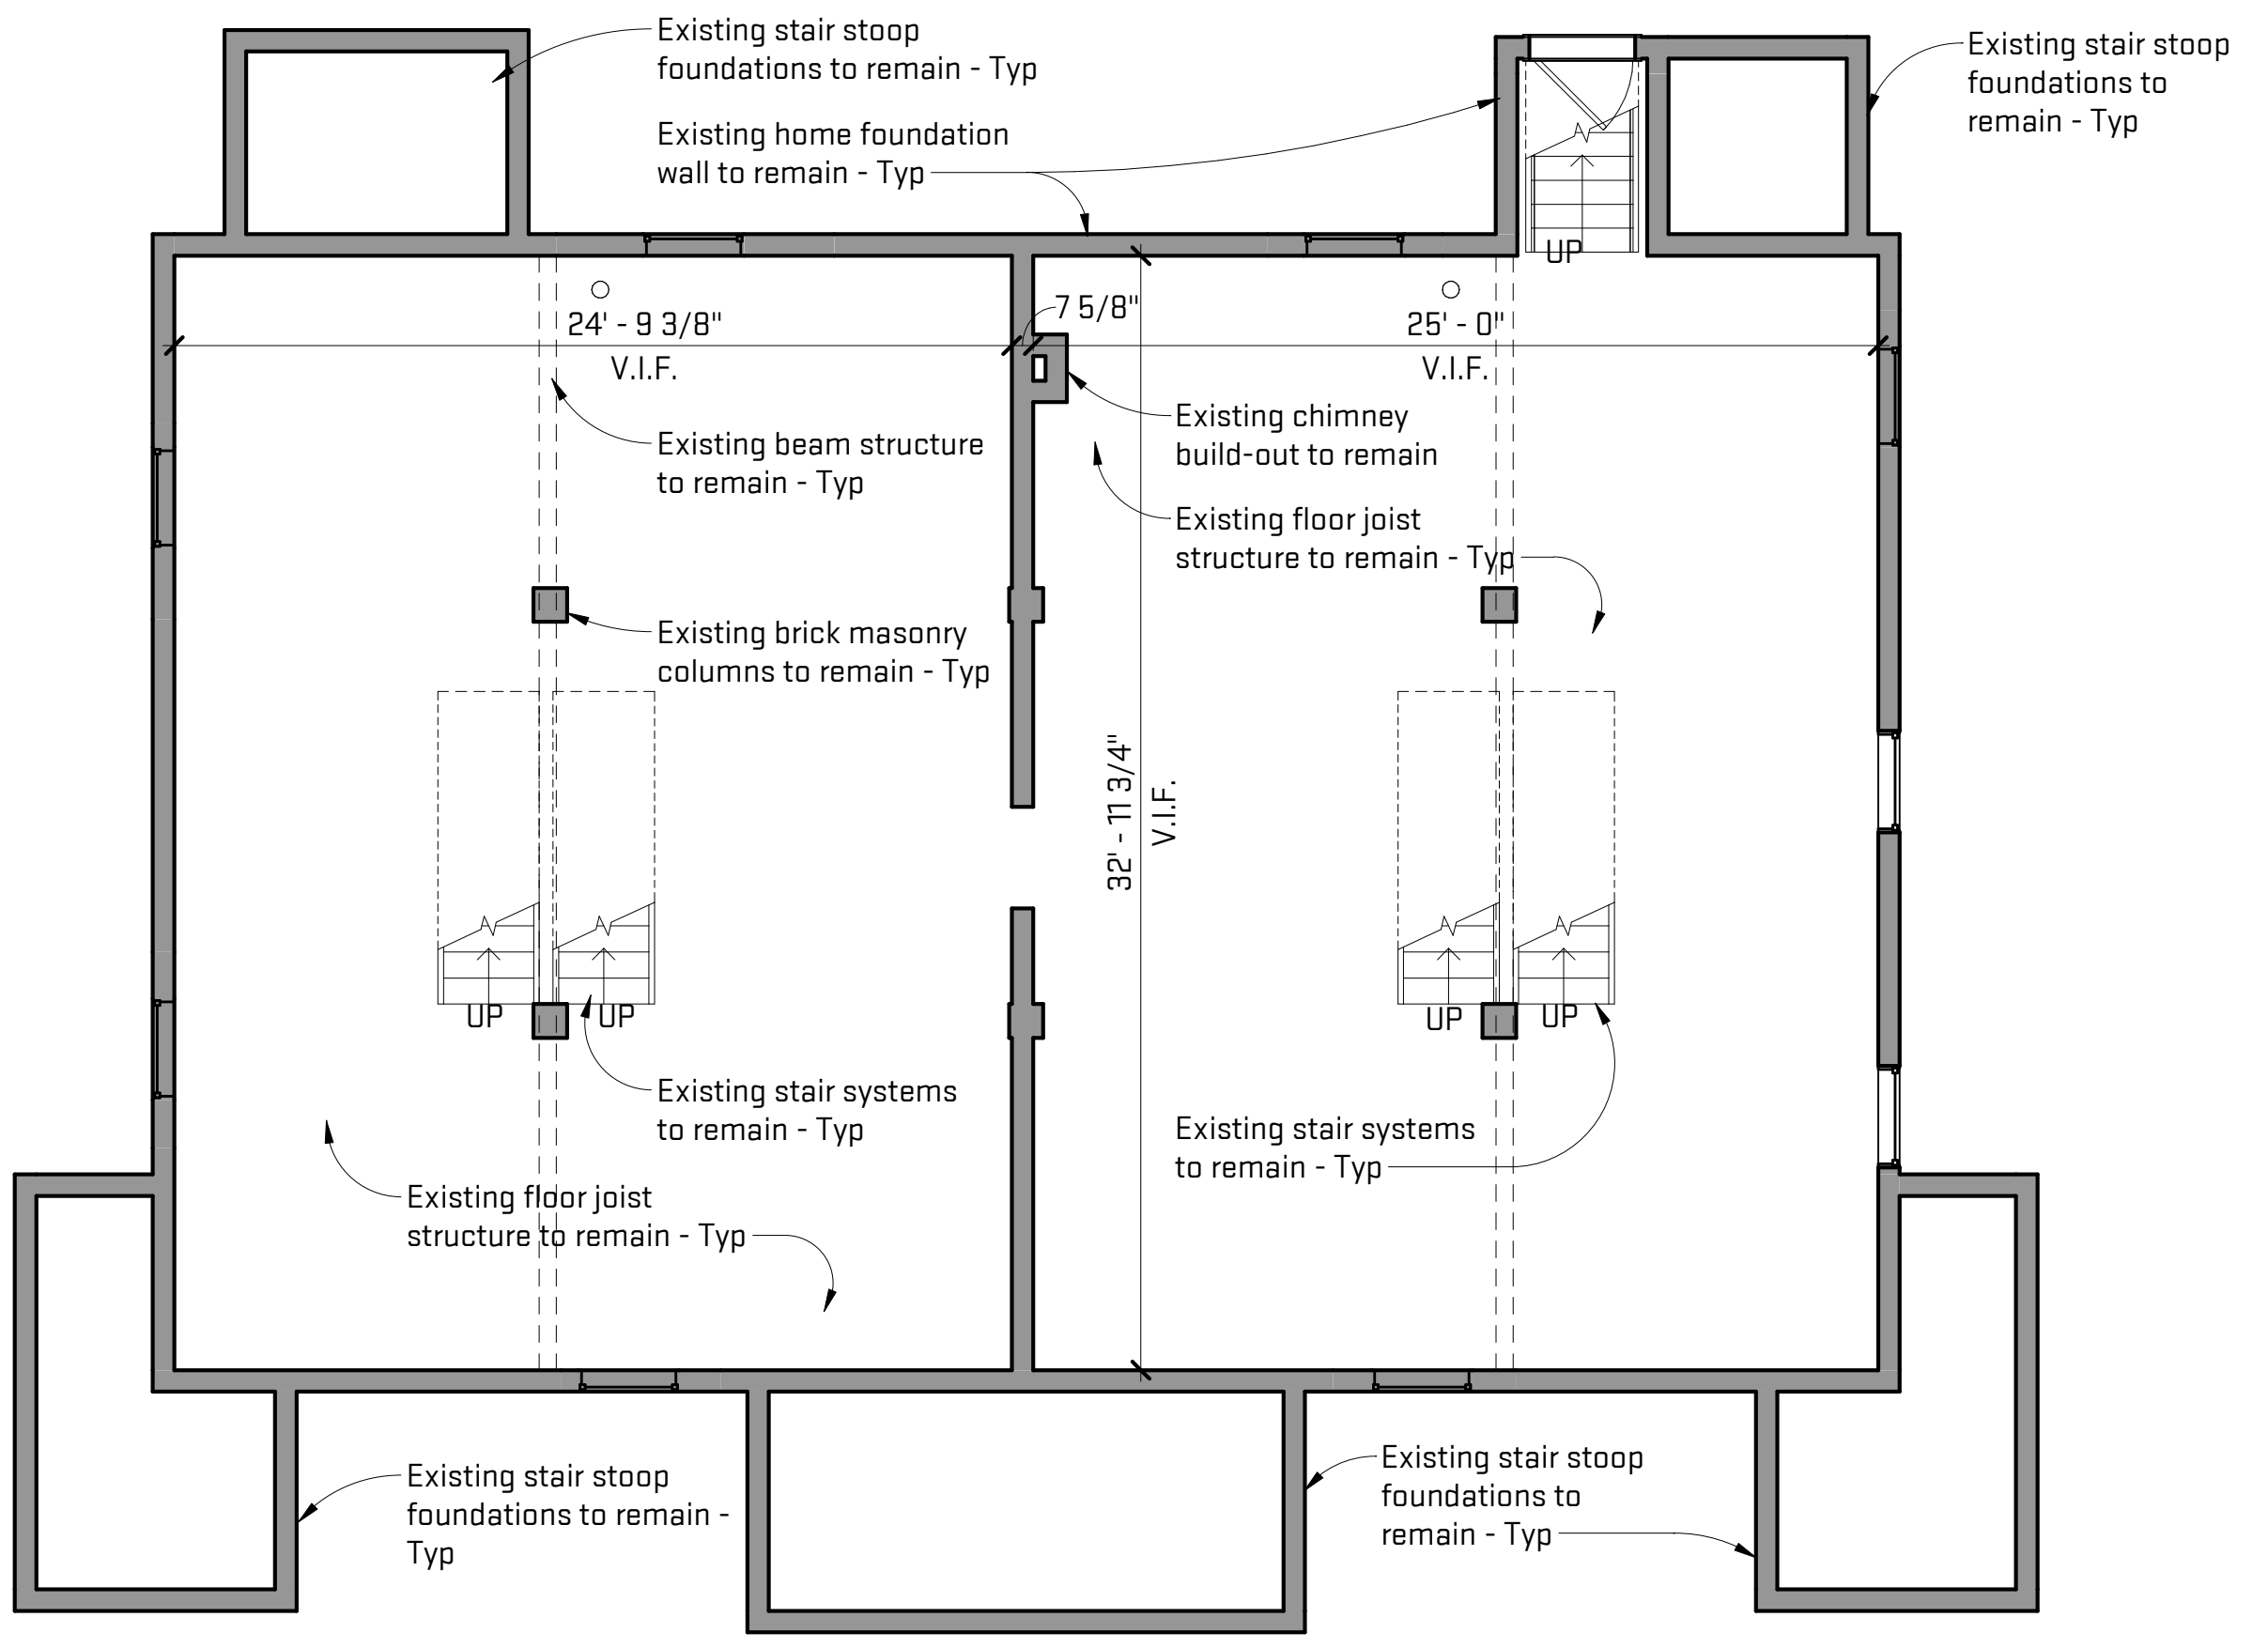 Existing stair stoop
foundations to remain - Typ
Existing stair stoop
foundations to
remain - Typ
Existing home foundation
wall to remain - Typ
UP
24' - 9 3/8"
V.I.F.
7 5/8"
25' - 0"
V.I.F.
Existing beam structure
to remain - Typ
Existing chimney
build-out to remain
Existing floor joist
structure to remain - Typ
Existing brick masonry
columns to remain - Typ
32' - 11 3/4"
V.I.F.
UP
UP
UP
UP
Existing stair systems
to remain - Typ
Existing stair systems
to remain - Typ
Existing floor joist
structure to remain - Typ
Existing stair stoop
foundations to remain -
Typ
Existing stair stoop
foundations to
remain - Typ